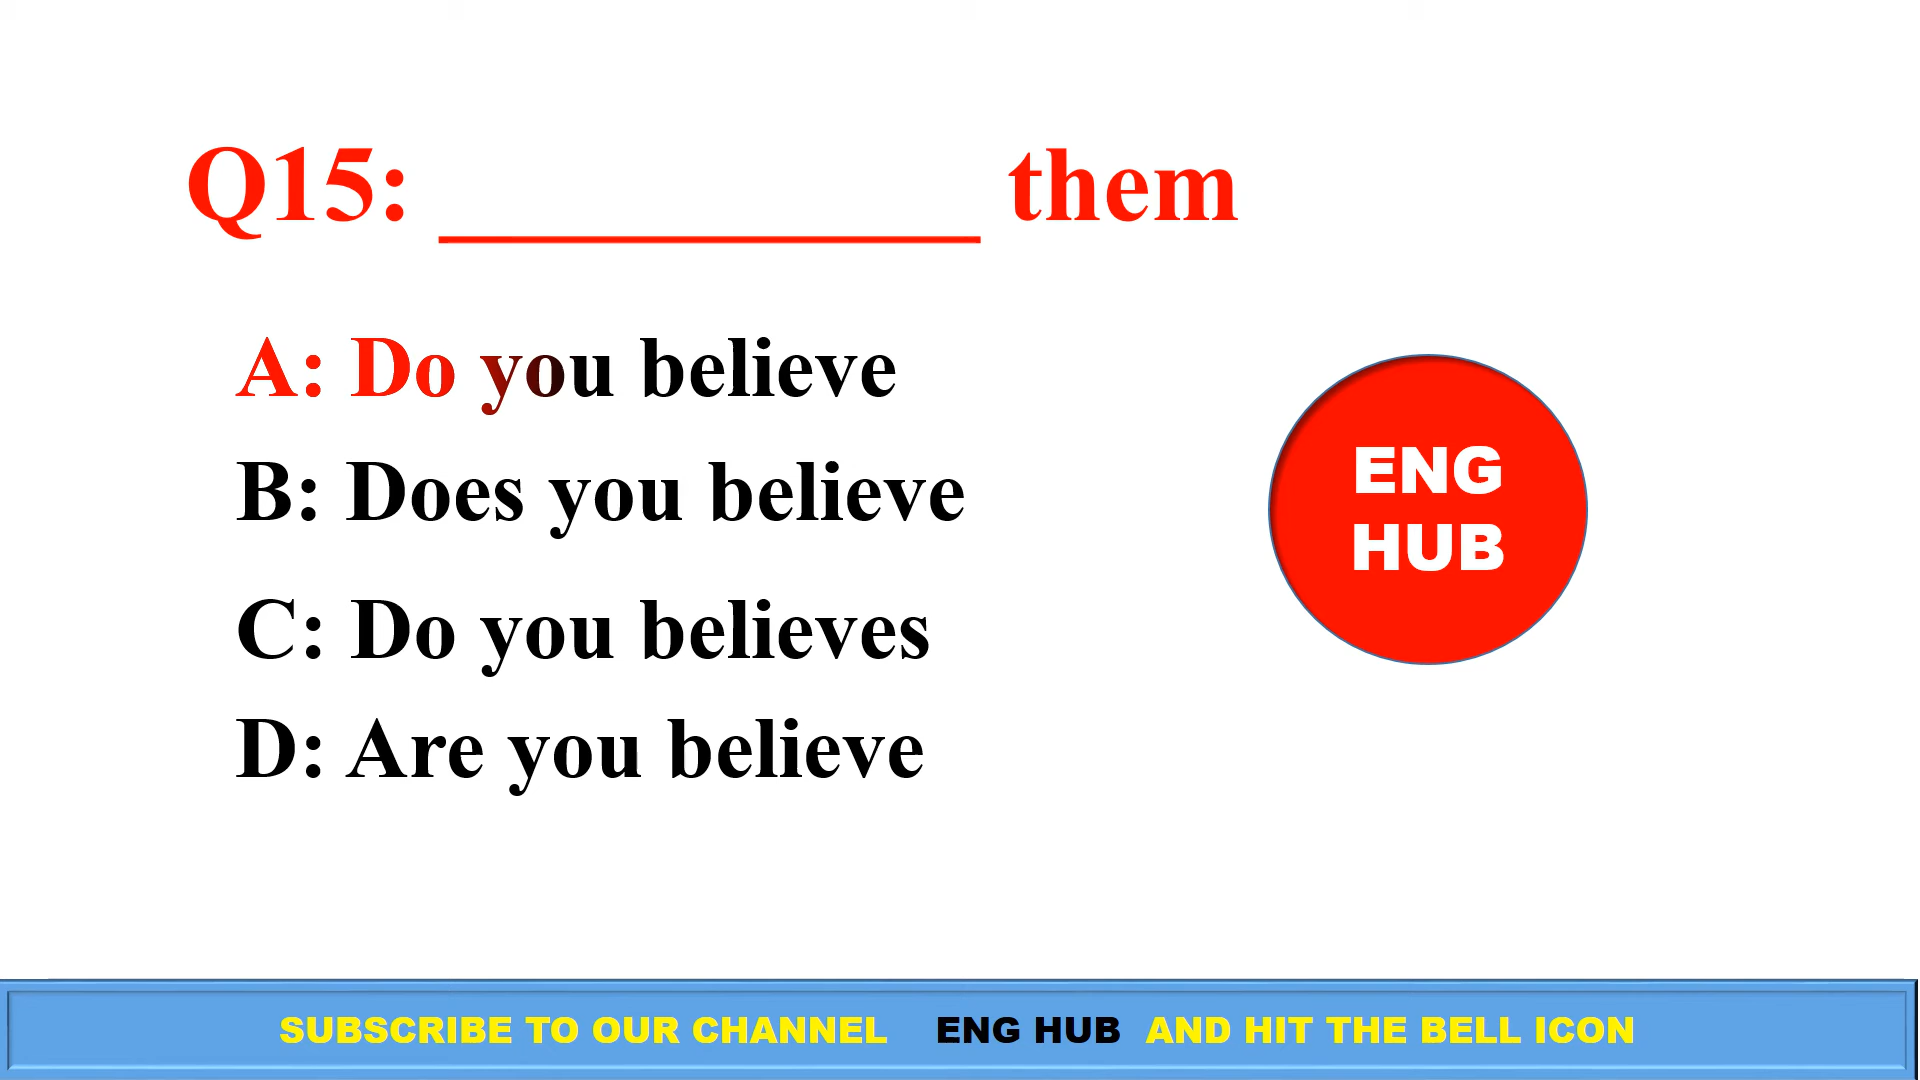 Q15: __________ them
A: Do you believe
B: Does you believe
C: Do you believes
D: Are you believe
ENG
HUB
SUBSCRIBE TO OUR CHANNEL ENG HUB AND HIT THE BELL ICON